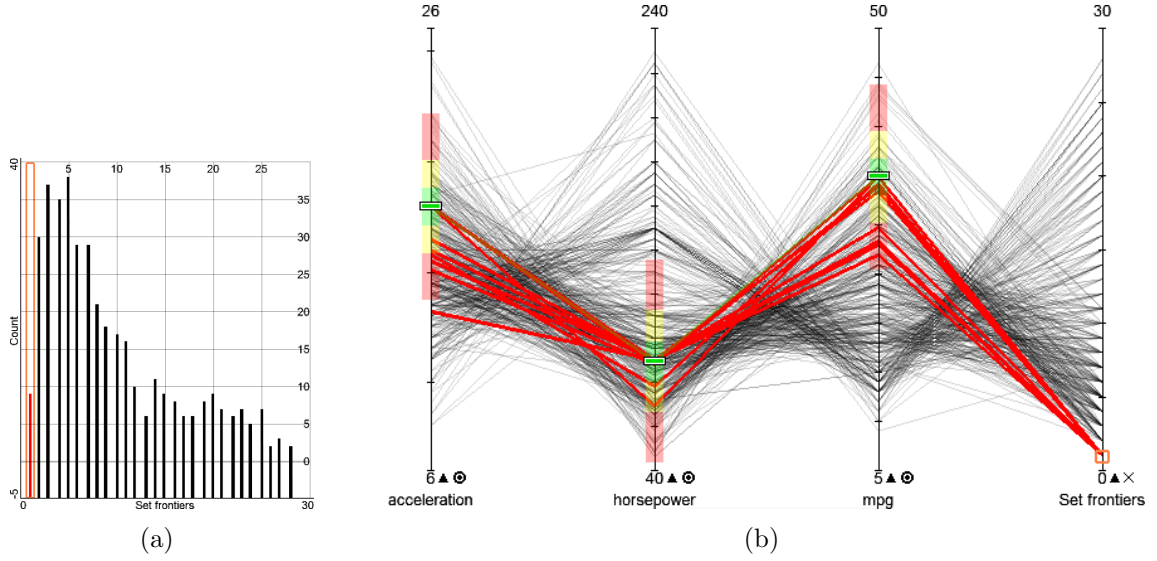 26
240
50
30
40
5
10
15
20
25
35
30
25
20
15
10
5
0
-5
Count
0
Set frontiers
30
6 ▲
40 ▲
5 ▲
0 ▲ ×
acceleration
horsepower
mpg
Set frontiers
(a)
(b)